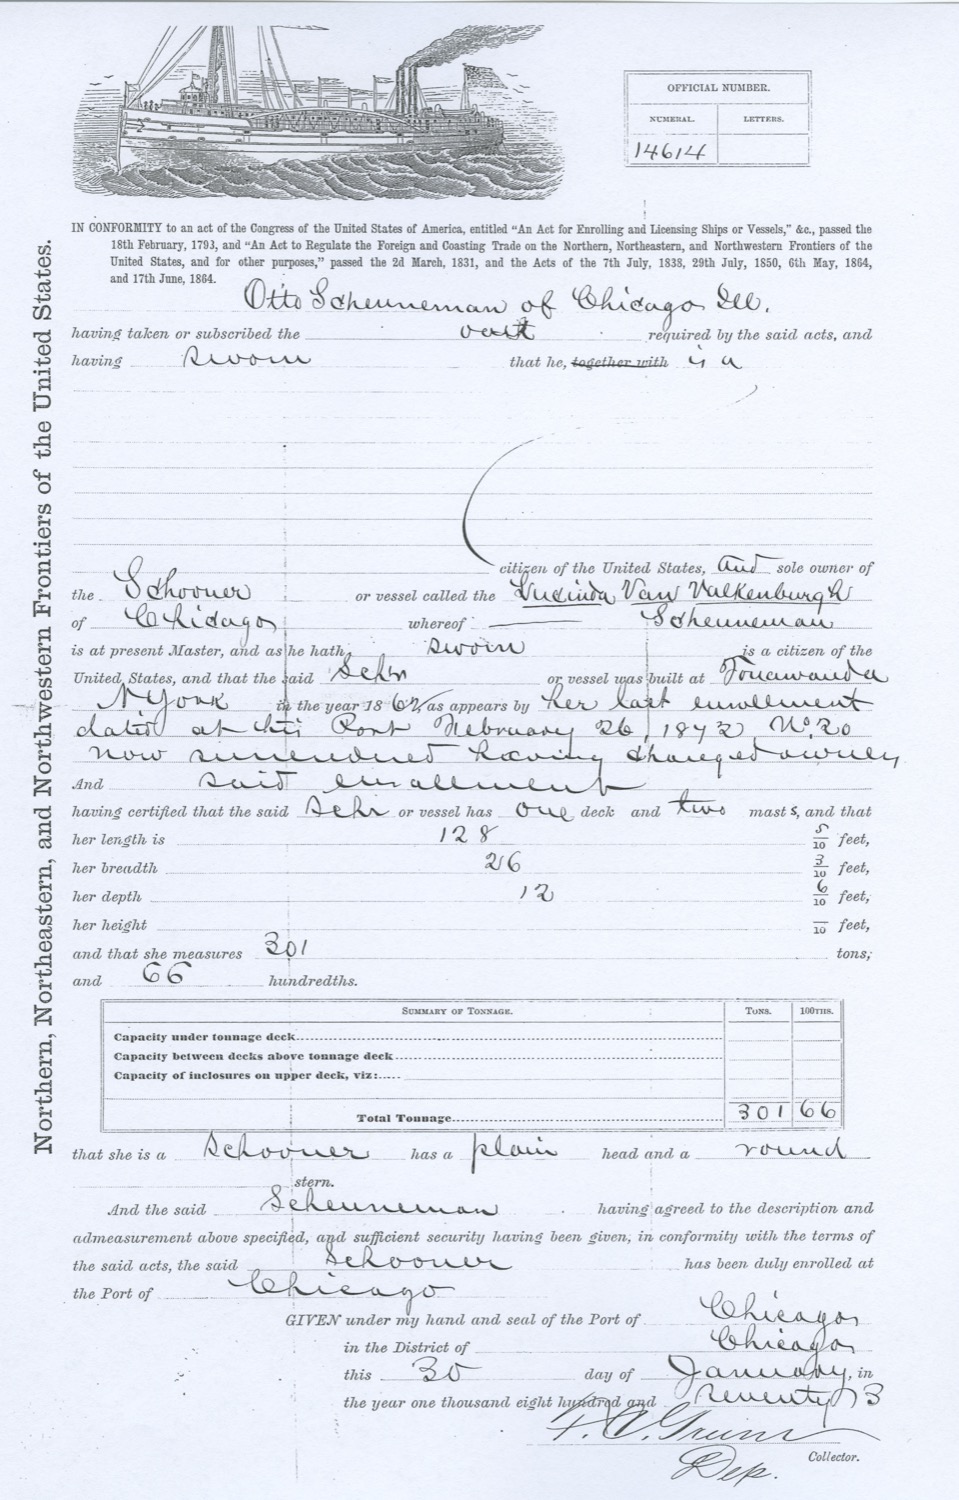 OFFICIAL NUMBER.
NUMERAL. LETTERS.
14614
IN CONFORMITY to an act of the Congress of the United States of America, entitled "An Act for Enrolling and Licensing Ships or Vessels," &c., passed the
18th February, 1793, and "An Act to Regulate the Foreign and Coasting Trade on the Northern, Northeastern, and Northwestern Frontiers of the
United States, and for other purposes," passed the 2d March, 1831, and the Acts of the 7th July, 1838, 29th July, 1850, 6th May, 1864,
and 17th June, 1864.
Otto Scheunneman of Chicago Ill.
having taken or subscribed the oath required by the said acts, and
having sworn that he, together with is a
citizen of the United States, and sole owner of
the Schooner or vessel called the Lucinda Van Valkenburgh
of Chicago whereof Scheunneman
is at present Master, and as he hath sworn is a citizen of the
United States, and that the said Schr or vessel was built at Tonawanda
N York in the year 1862, as appears by her last enrollment
dated at this Port February 26, 1872 No. 20
now surrendered having changed owners
And said enrollment
having certified that the said Schr or vessel has one deck and two masts, and that
her length is 128 5/10 feet,
her breadth 26 3/10 feet,
her depth 12 6/10 feet,
her height /10 feet,
and that she measures 301 tons;
and 66 hundredths.
SUMMARY OF TONNAGE. TONS. 100THS.
Capacity under tonnage deck
Capacity between decks above tonnage deck
Capacity of inclosures on upper deck, viz:
Total Tonnage 301 66
that she is a Schooner has a plain head and a round
stern.
And the said Scheunneman having agreed to the description and
admeasurement above specified, and sufficient security having been given, in conformity with the terms of
the said acts, the said Schooner has been duly enrolled at
the Port of Chicago
GIVEN under my hand and seal of the Port of Chicago
in the District of Chicago
this 30 day of January, in
the year one thousand eight hundred and seventy 3
Dep. Collector.
Northern, Northeastern, and Northwestern Frontiers of the United States.